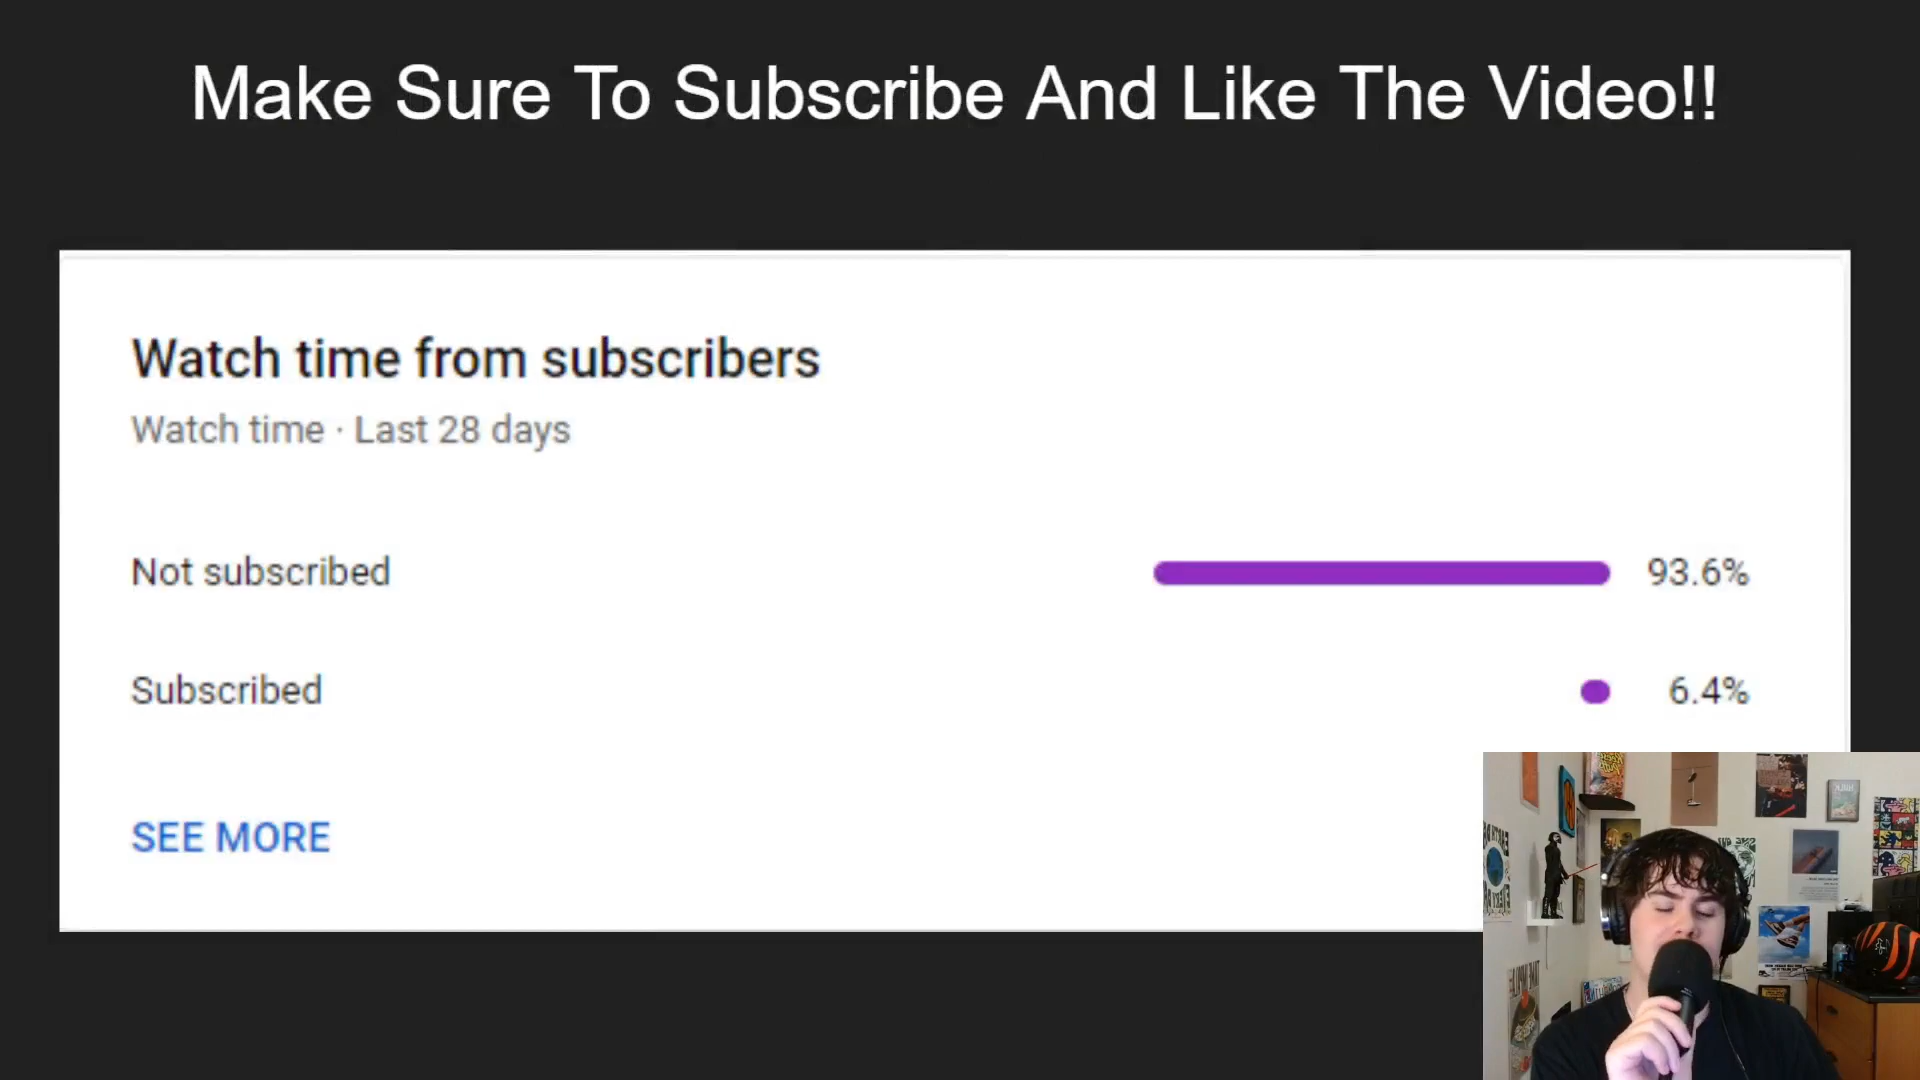 Make Sure To Subscribe And Like The Video!!
Watch time from subscribers
Watch time · Last 28 days
Not subscribed 93.6%
Subscribed 6.4%
SEE MORE